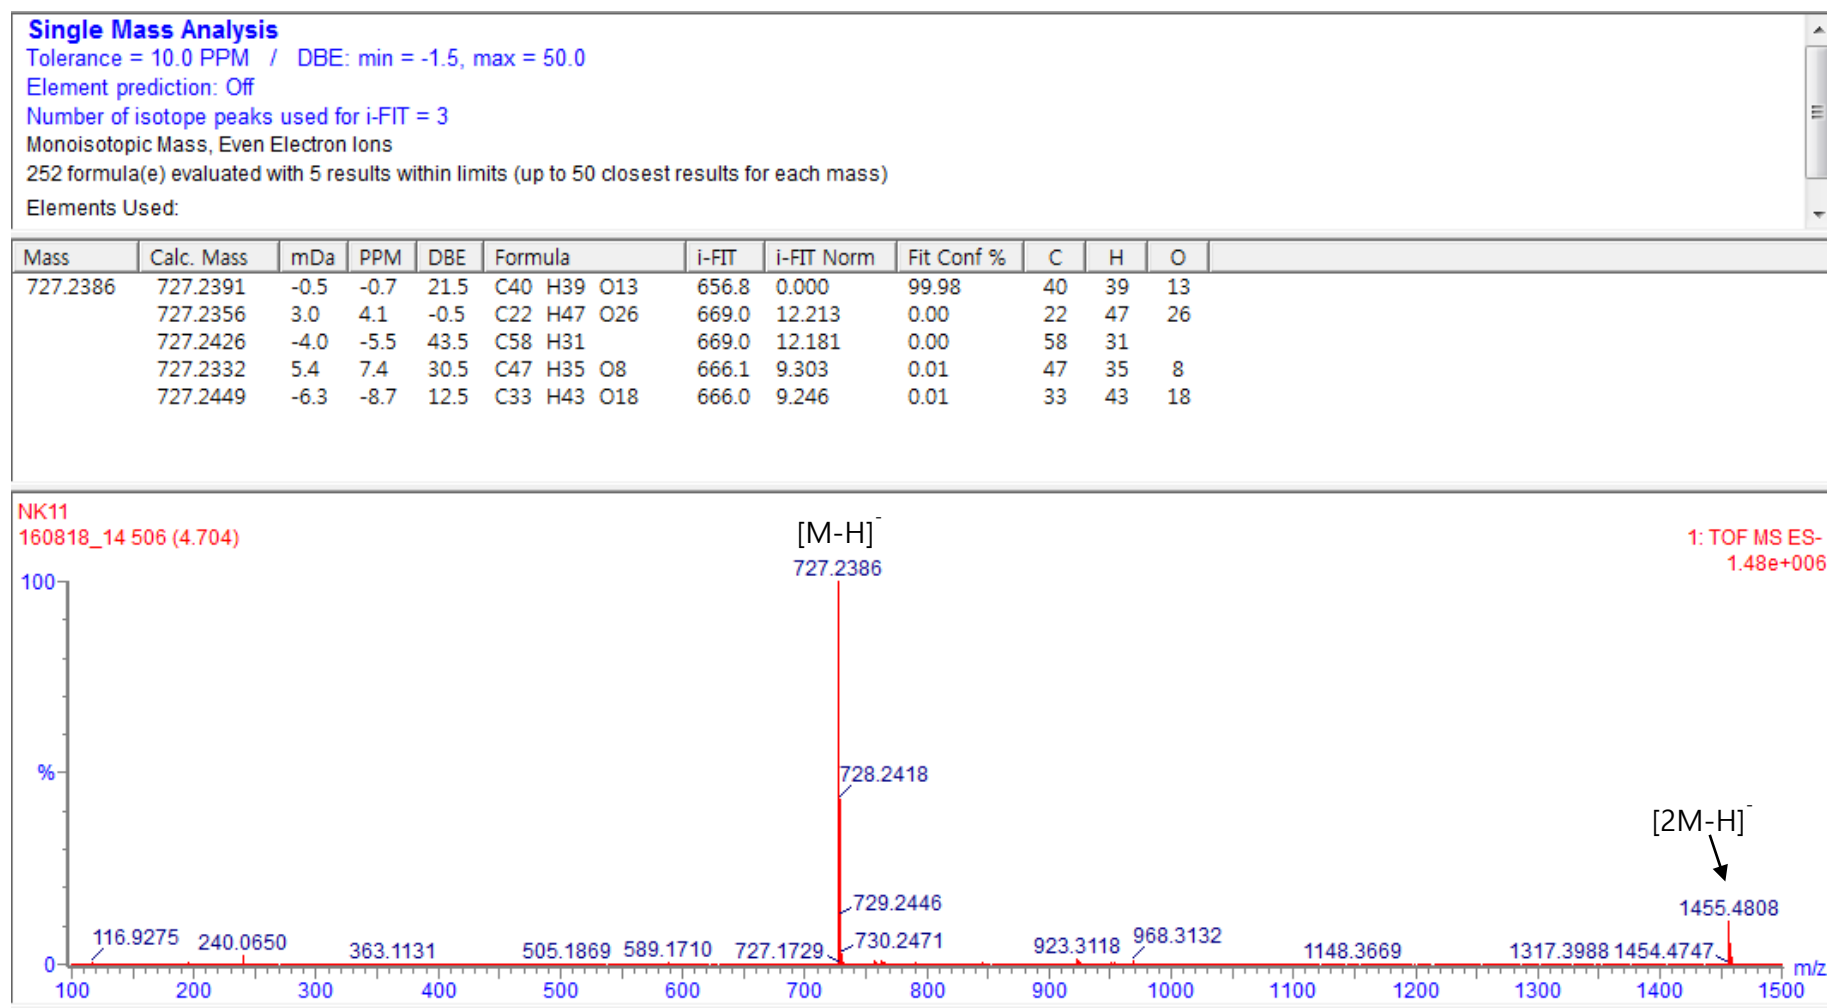 Single Mass Analysis
Tolerance = 10.0 PPM / DBE: min = -1.5, max = 50.0
Element prediction: Off
Number of isotope peaks used for i-FIT = 3
Monoisotopic Mass, Even Electron Ions
252 formula(e) evaluated with 5 results within limits (up to 50 closest results for each mass)
Elements Used:
Mass Calc. Mass mDa PPM DBE Formula i-FIT i-FIT Norm Fit Conf % C H O
727.2386 727.2391 -0.5 -0.7 21.5 C40 H39 O13 656.8 0.000 99.98 40 39 13
727.2356 3.0 4.1 -0.5 C22 H47 O26 669.0 12.213 0.00 22 47 26
727.2426 -4.0 -5.5 43.5 C58 H31 669.0 12.181 0.00 58 31
727.2332 5.4 7.4 30.5 C47 H35 O8 666.1 9.303 0.01 47 35 8
727.2449 -6.3 -8.7 12.5 C33 H43 O18 666.0 9.246 0.01 33 43 18
NK11
160818_14 506 (4.704)
1: TOF MS ES-
1.48e+006
[M-H]-
727.2386
100
%
0
728.2418
729.2446
730.2471
[2M-H]-
1455.4808
116.9275 240.0650 363.1131 505.1869 589.1710 727.1729 923.3118 968.3132 1148.3669 1317.3988 1454.4747
m/z
100 200 300 400 500 600 700 800 900 1000 1100 1200 1300 1400 1500